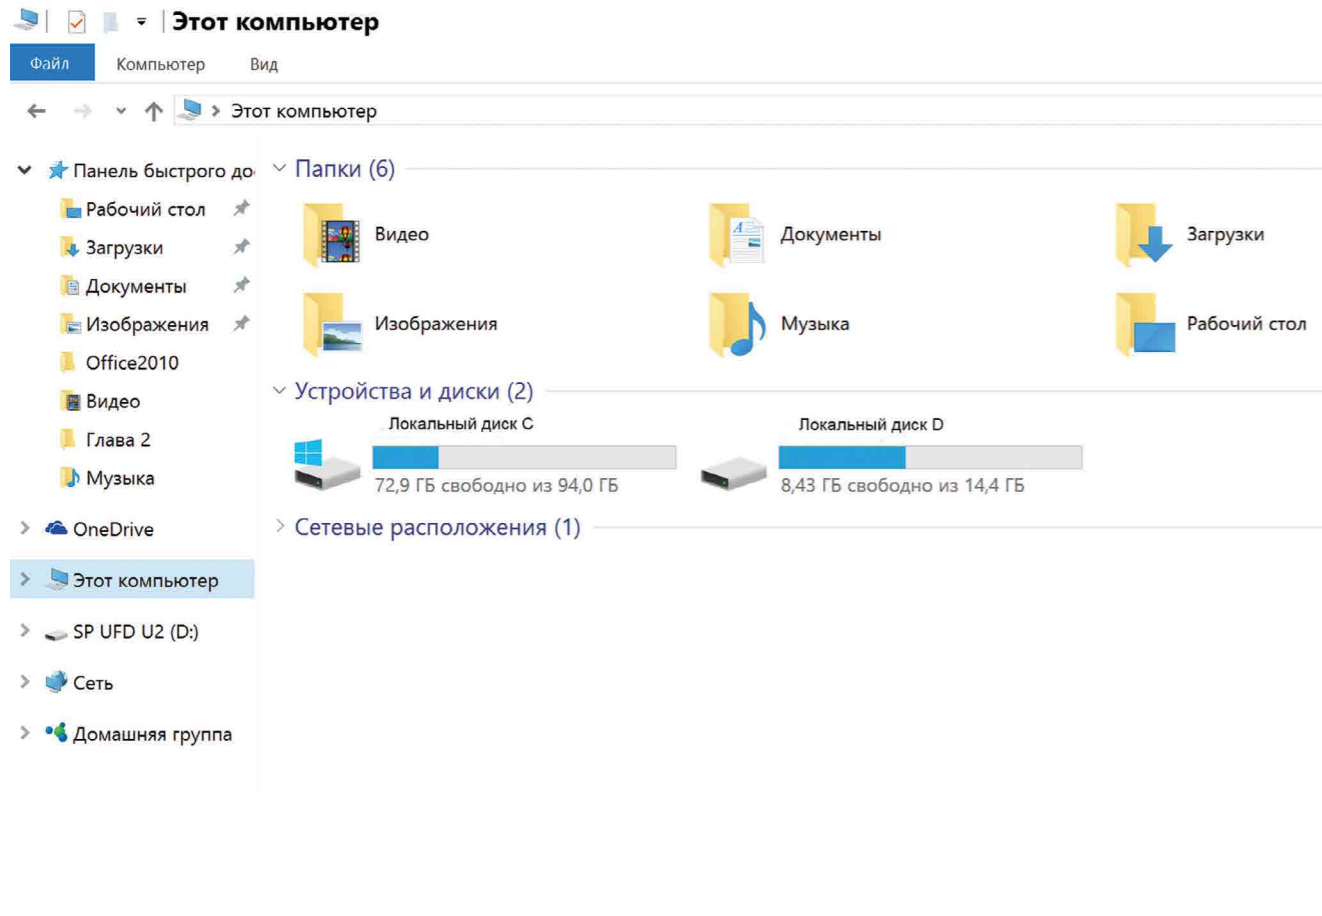 Этот компьютер
Файл Компьютер Вид
Этот компьютер
Панель быстрого до
Рабочий стол
Загрузки
Документы
Изображения
Office2010
Видео
Глава 2
Музыка
OneDrive
Этот компьютер
SP UFD U2 (D:)
Сеть
Домашняя группа
Папки (6)
Видео Документы Загрузки
Изображения Музыка Рабочий стол
Устройства и диски (2)
Локальный диск C Локальный диск D
72,9 ГБ свободно из 94,0 ГБ 8,43 ГБ свободно из 14,4 ГБ
Сетевые расположения (1)